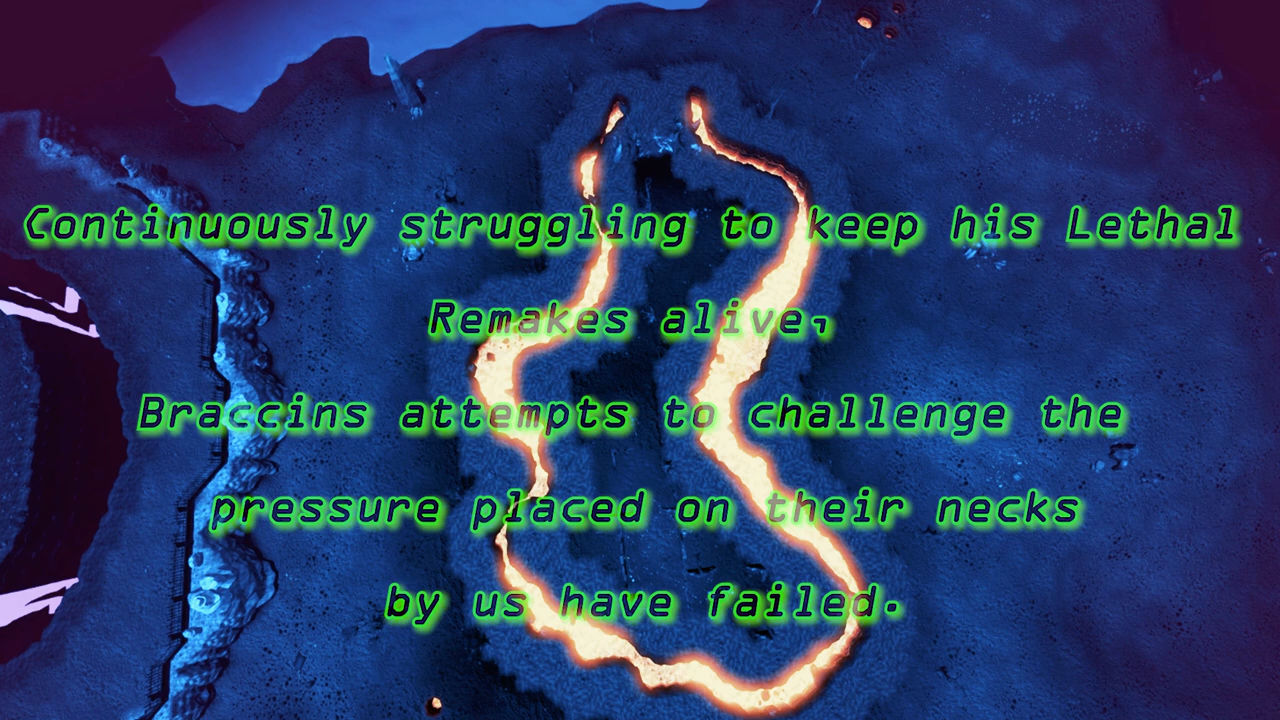 Continuously struggling to keep his Lethal
Remakes alive,
Braccins attempts to challenge the
pressure placed on their necks
by us have failed.